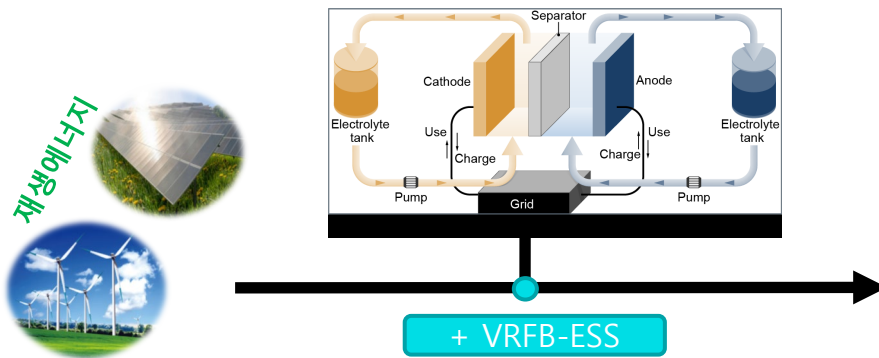 재생에너지
Separator
Cathode
Anode
Electrolyte
tank
Use
Charge
Use
Charge
Electrolyte
tank
Pump
Grid
Pump
+ VRFB-ESS